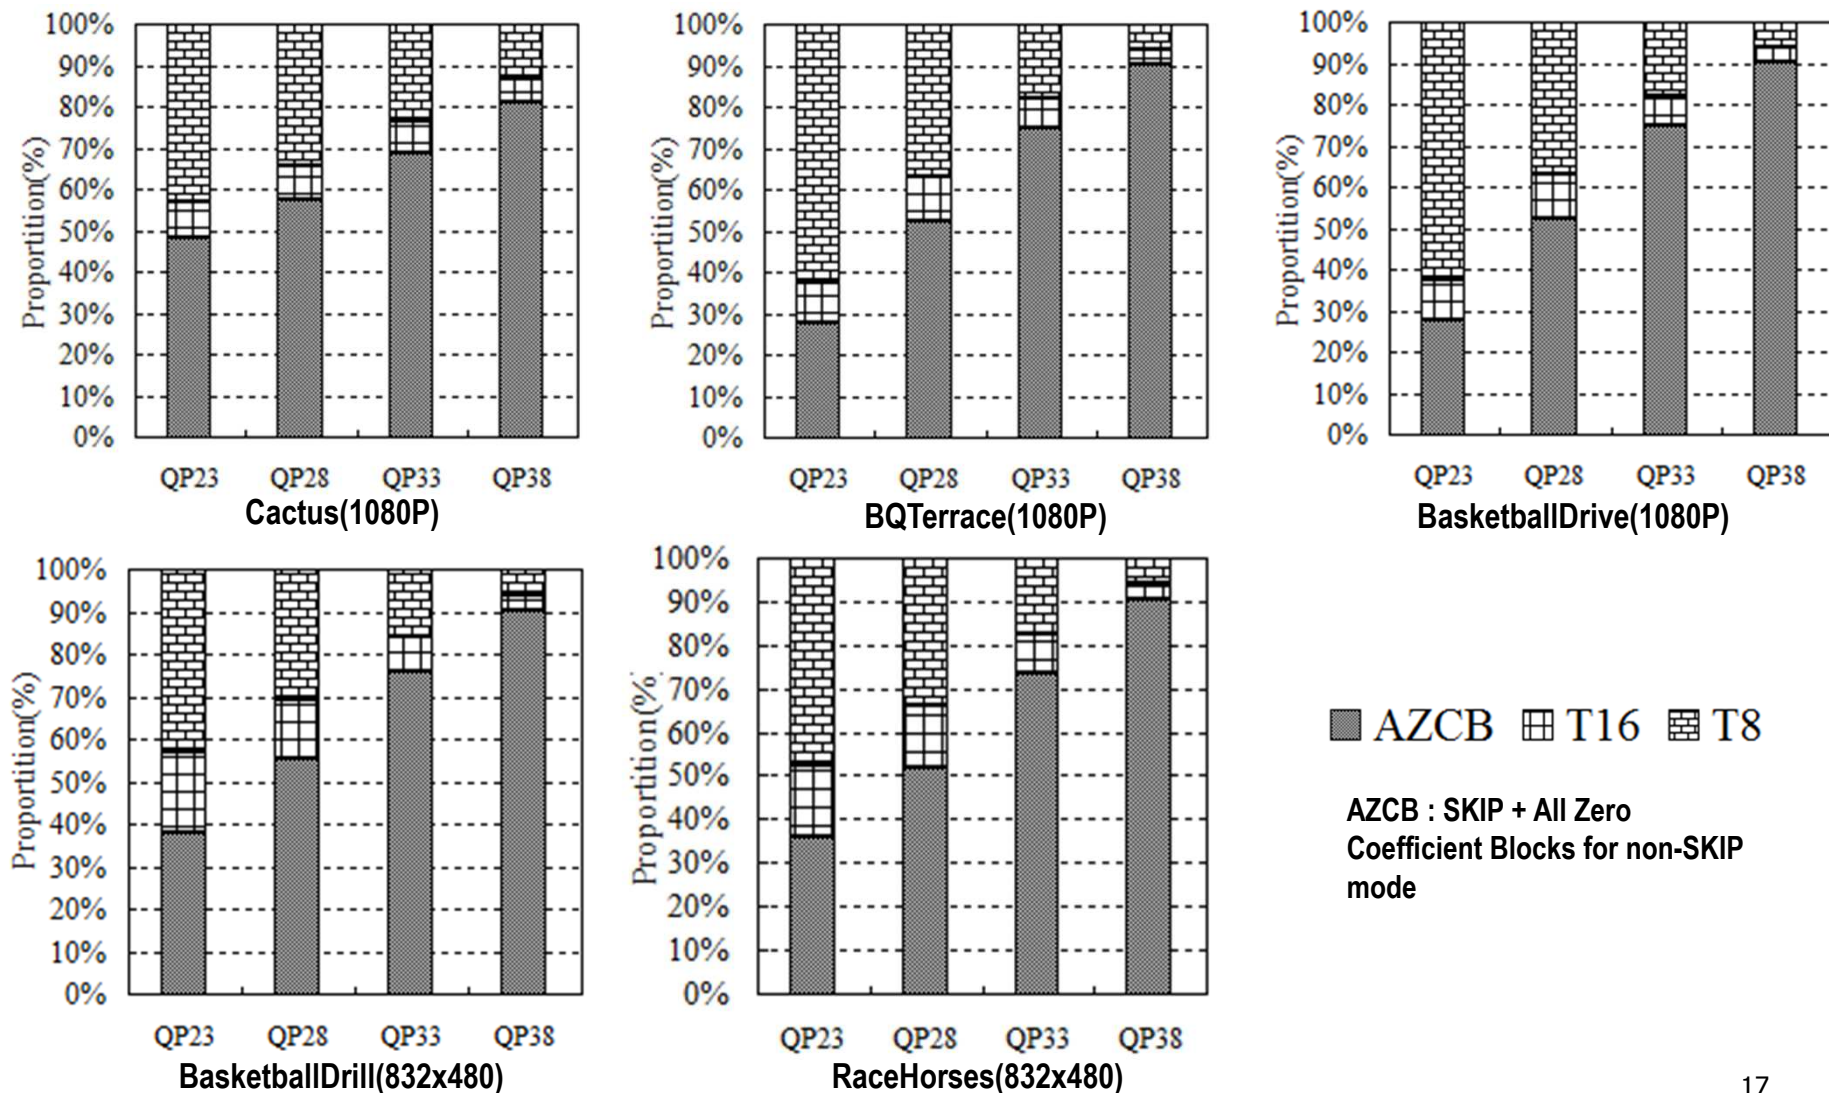 Proportition(%)
100%
90%
80%
70%
60%
50%
40%
30%
20%
10%
0%
QP23 QP28 QP33 QP38
Cactus(1080P)
Proportition(%)
100%
90%
80%
70%
60%
50%
40%
30%
20%
10%
0%
QP23 QP28 QP33 QP38
BQTerrace(1080P)
Proportition(%)
100%
90%
80%
70%
60%
50%
40%
30%
20%
10%
0%
QP23 QP28 QP33 QP38
BasketballDrive(1080P)
Proportition(%)
100%
90%
80%
70%
60%
50%
40%
30%
20%
10%
0%
QP23 QP28 QP33 QP38
BasketballDrill(832x480)
Proportition(%)
100%
90%
80%
70%
60%
50%
40%
30%
20%
10%
0%
QP23 QP28 QP33 QP38
RaceHorses(832x480)
AZCB T16 T8
AZCB : SKIP + All Zero
Coefficient Blocks for non-SKIP
mode
17